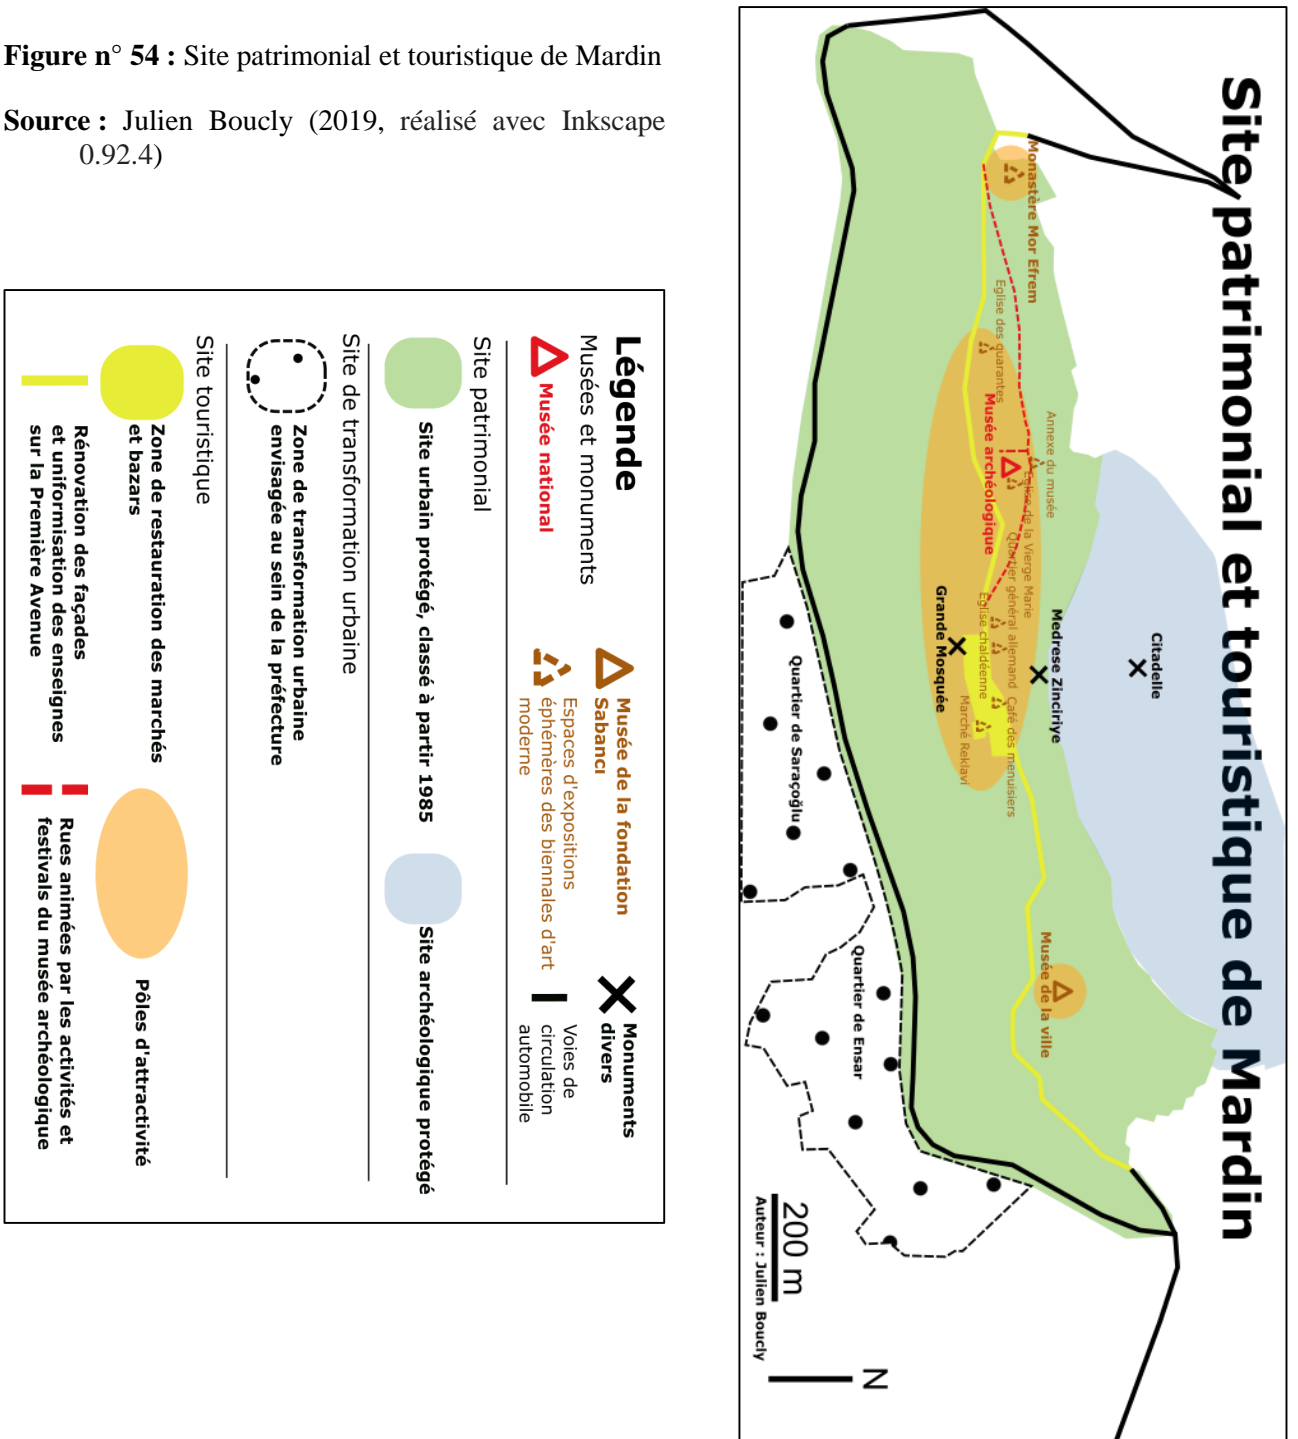 Figure n° 54 : Site patrimonial et touristique de Mardin
Source : Julien Boucly (2019, réalisé avec Inkscape
0.92.4)
Légende
Musées et monuments
Musée national
Musée de la fondation
Sabancı
Espaces d'expositions
éphémères des biennales d'art
moderne
Monuments
divers
Voies de
circulation
automobile
Site patrimonial
Site urbain protégé, classé à partir 1985
Site archéologique protégé
Site de transformation urbaine
Zone de transformation urbaine
envisagée au sein de la préfecture
Site touristique
Zone de restauration des marchés
et bazars
Pôles d'attractivité
Rénovation des façades
et uniformisation des enseignes
sur la Première Avenue
Rues animées par les activités et
festivals du musée archéologique
Site patrimonial et touristique de Mardin
Citadelle
Medrese Zinciriye
Annexe du musée
Monastère Mor Efrem
Eglise de la Vierge Marie
Quartier général allemand
Café des menuisiers
Eglise des quarantes
Musée archéologique
Eglise chaldéenne
Marché Reklavi
Grande Mosquée
Musée de la ville
Quartier de Saraçoğlu
Quartier de Ensar
200 m
Auteur : Julien Boucly
N